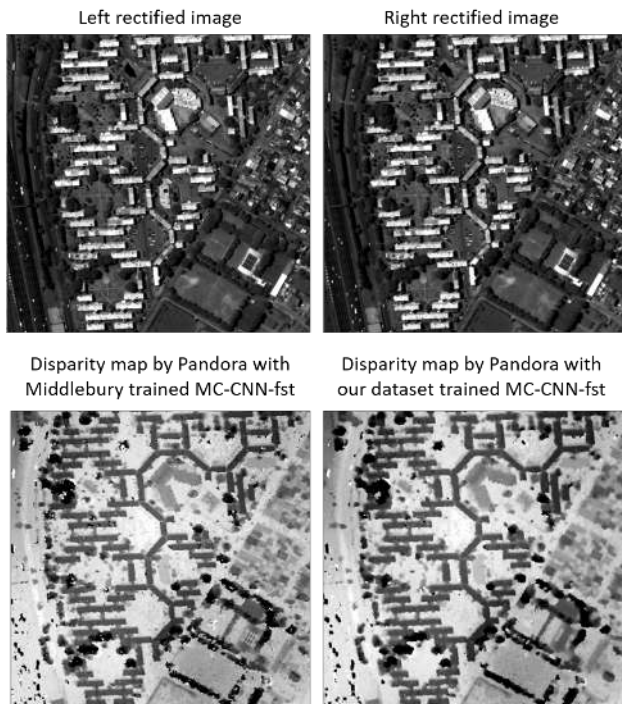 Left rectified image
Right rectified image
Disparity map by Pandora with
Middlebury trained MC-CNN-fst
Disparity map by Pandora with
our dataset trained MC-CNN-fst